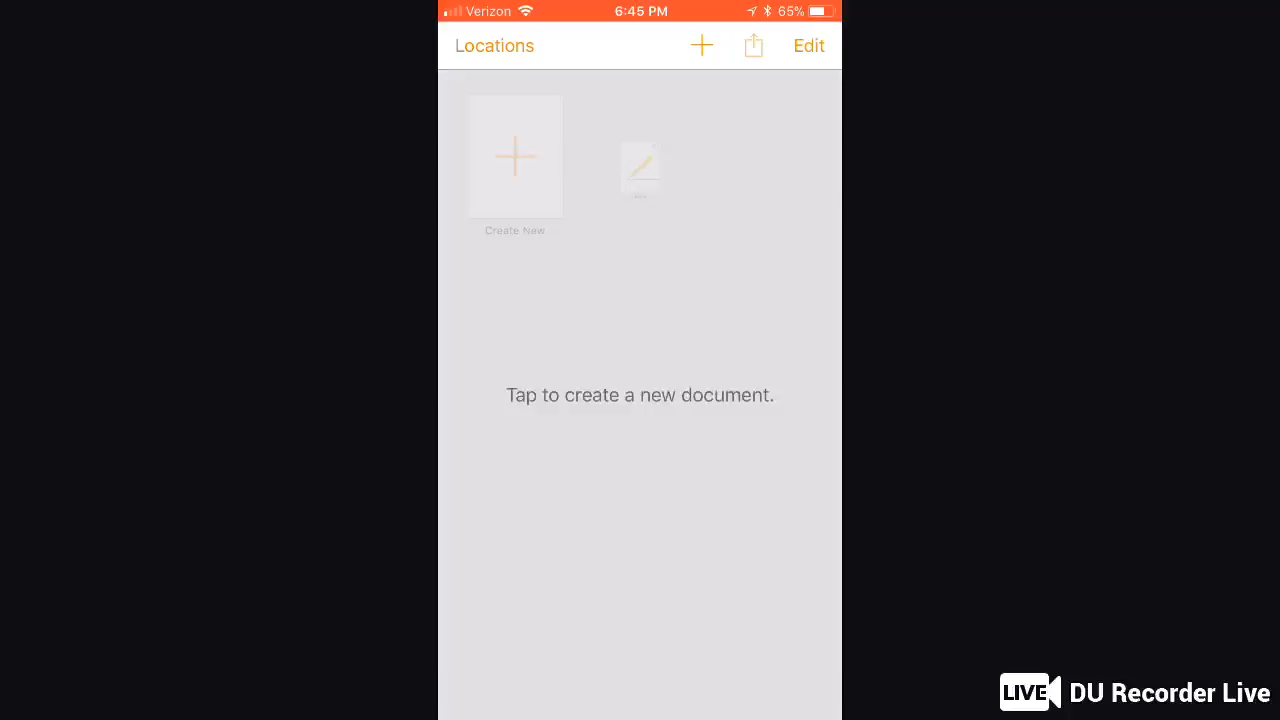 Verizon 6:45 PM 65%
Locations Edit
Create New
Tap to create a new document.
LIVE DU Recorder Live